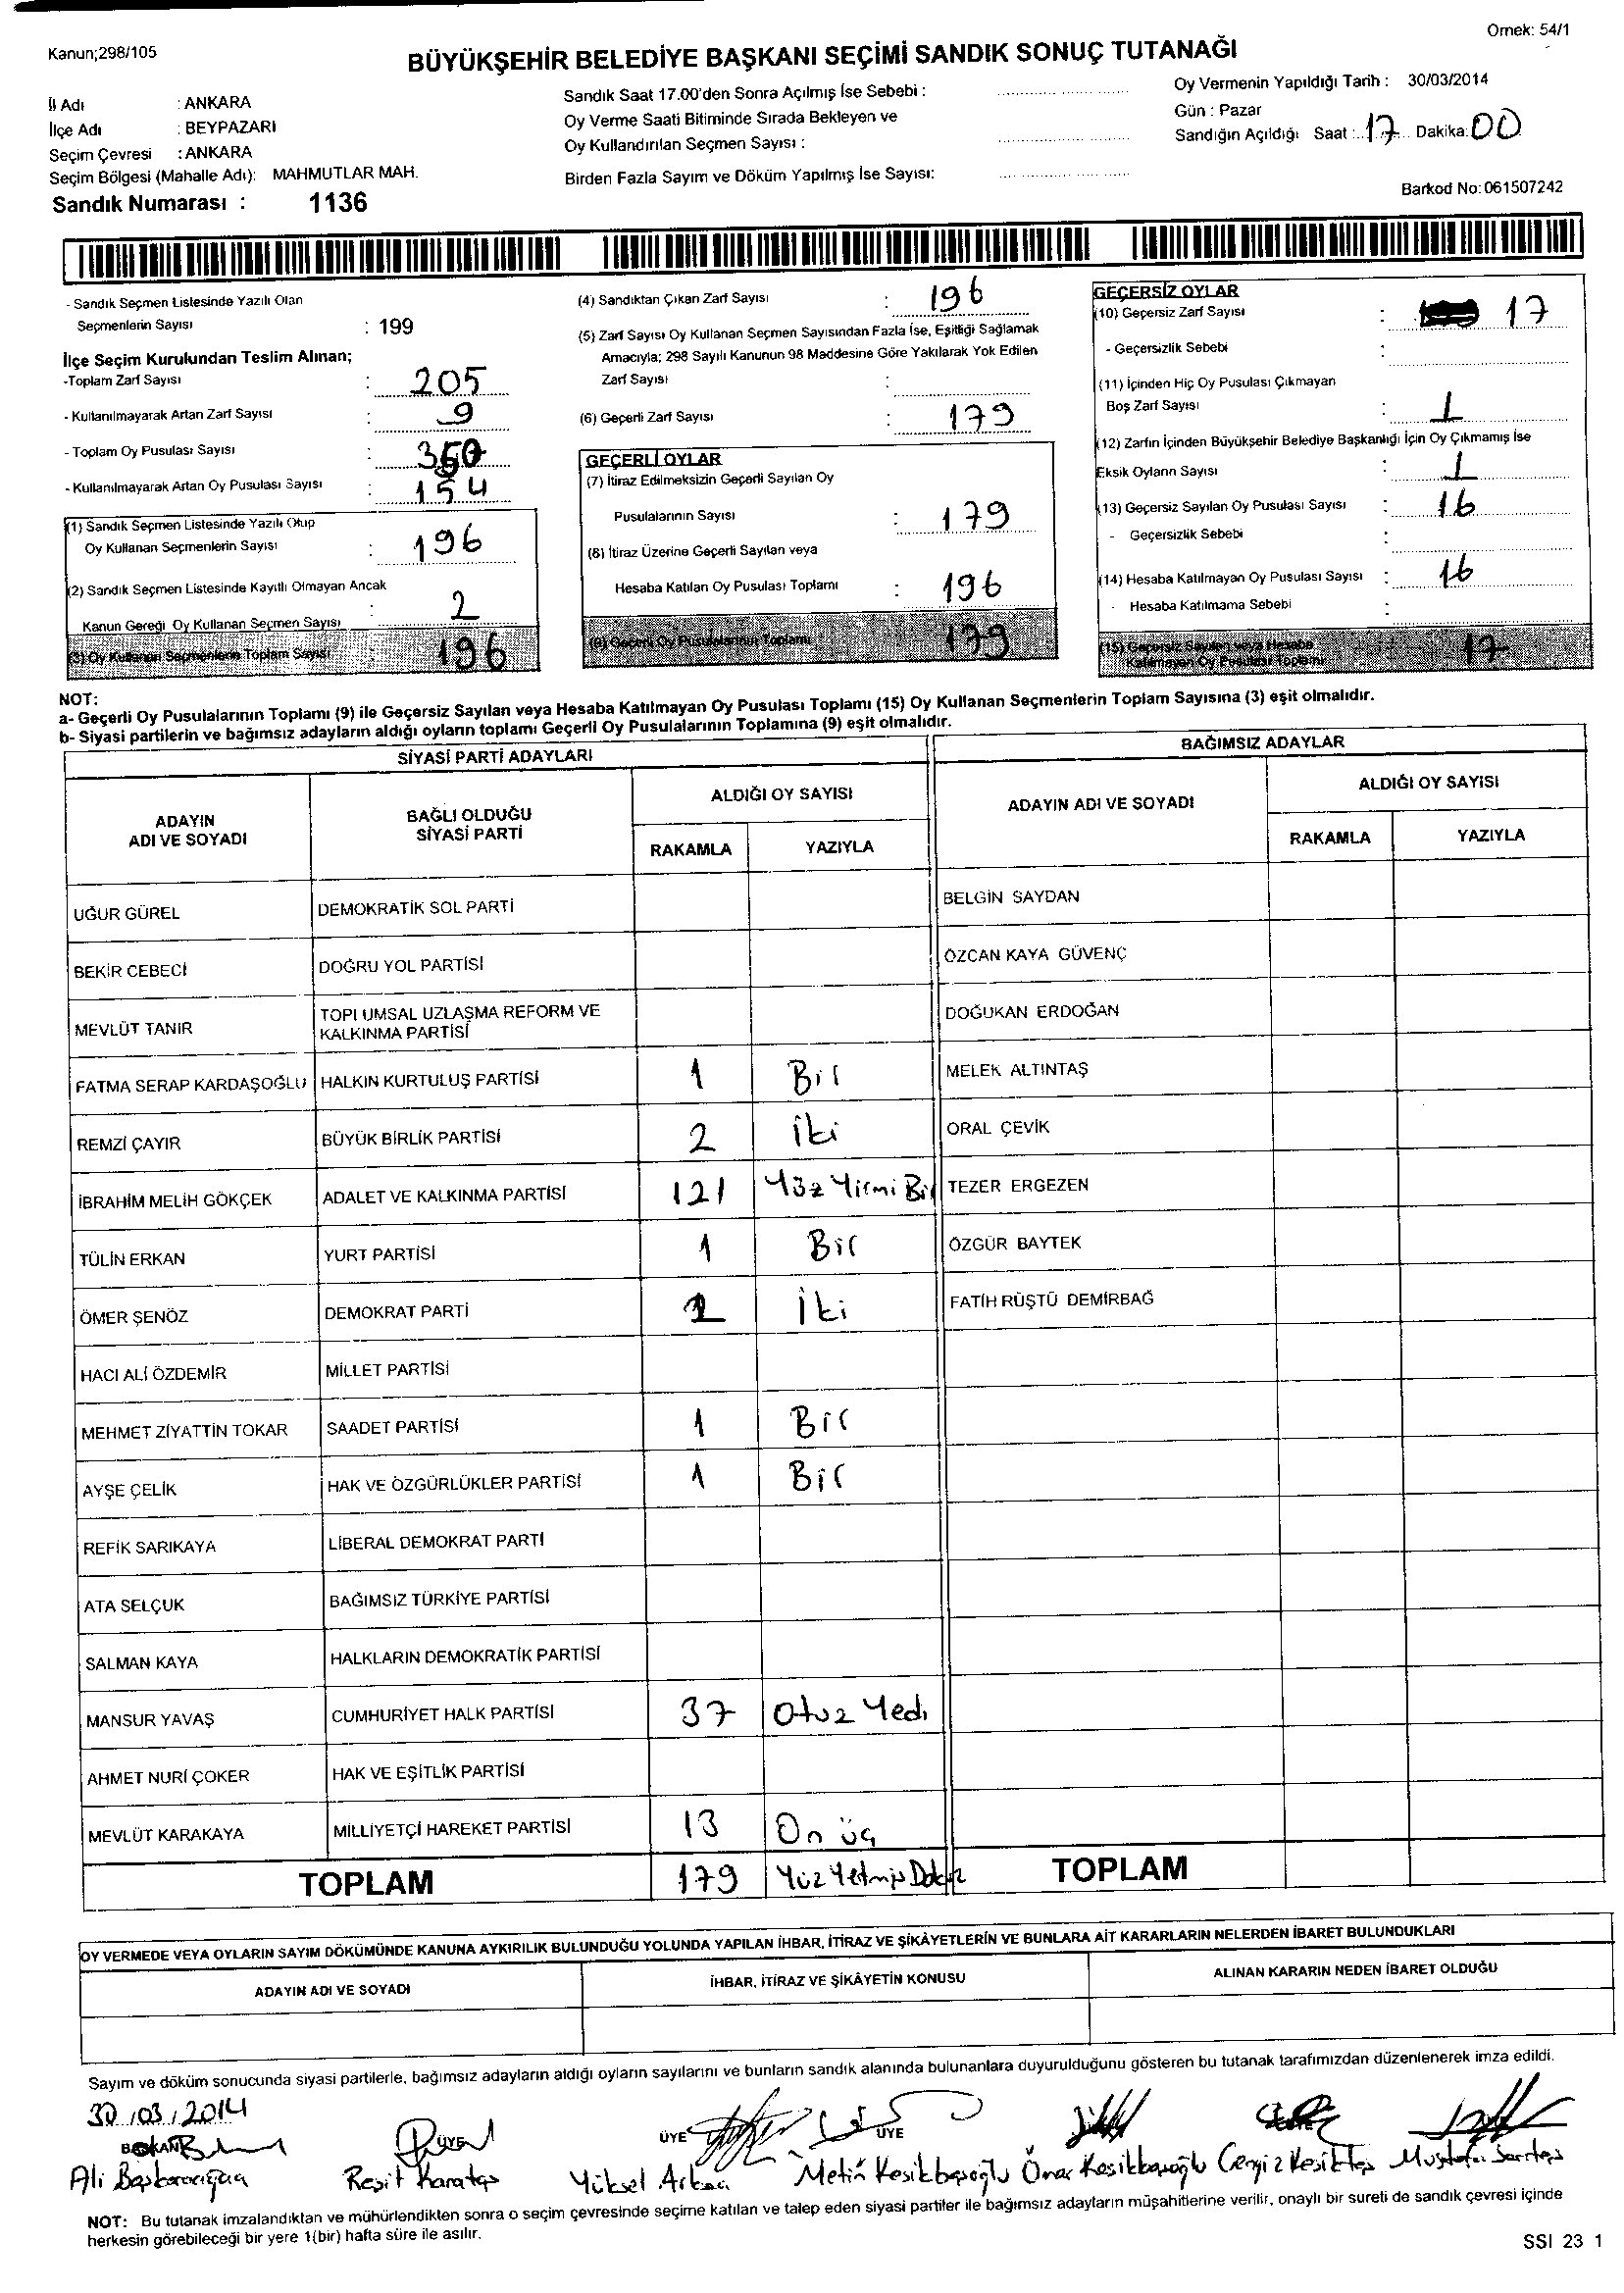 Kanun;298/105
Ornek: 54/1
BÜYÜKŞEHİR BELEDİYE BAŞKANI SEÇİMİ SANDIK SONUÇ TUTANAĞI
İl Adı : ANKARA
İlçe Adı : BEYPAZARI
Seçim Çevresi : ANKARA
Seçim Bölgesi (Mahalle Adı): MAHMUTLAR MAH.
Sandık Numarası : 1136
Sandık Saat 17.00'den Sonra Açılmış İse Sebebi :
Oy Verme Saati Bitiminde Sırada Bekleyen ve
Oy Kullandırılan Seçmen Sayısı :
Birden Fazla Sayım ve Döküm Yapılmış İse Sayısı:
Oy Vermenin Yapıldığı Tarih : 30/03/2014
Gün : Pazar
Sandığın Açıldığı Saat : 17 Dakika: 00
Barkod No: 061507242
- Sandık Seçmen Listesinde Yazılı Olan
Seçmenlerin Sayısı : 199
İlçe Seçim Kurulundan Teslim Alınan;
-Toplam Zarf Sayısı : 205
- Kullanılmayarak Artan Zarf Sayısı : 9
- Toplam Oy Pusulası Sayısı : 350
- Kullanılmayarak Artan Oy Pusulası Sayısı : 154
(1) Sandık Seçmen Listesinde Yazılı Olup
Oy Kullanan Seçmenlerin Sayısı : 196
(2) Sandık Seçmen Listesinde Kayıtlı Olmayan Ancak
Kanun Gereği Oy Kullanan Seçmen Sayısı : 2
(3) Oy Kullanan Seçmenlerin Toplam Sayısı : 196
(4) Sandıktan Çıkan Zarf Sayısı : 196
(5) Zarf Sayısı Oy Kullanan Seçmen Sayısından Fazla İse, Eşitliği Sağlamak
Amacıyla; 298 Sayılı Kanunun 98 Maddesine Göre Yakılarak Yok Edilen
Zarf Sayısı :
(6) Geçerli Zarf Sayısı : 179
GEÇERLİ OYLAR
(7) İtiraz Edilmeksizin Geçerli Sayılan Oy
Pusulalarının Sayısı : 179
(8) İtiraz Üzerine Geçerli Sayılan veya
Hesaba Katılan Oy Pusulası Toplamı : 196
(9) Geçerli Oy Pusulalarının Toplamı 179
GEÇERSİZ OYLAR
(10) Geçersiz Zarf Sayısı : 17
- Geçersizlik Sebebi :
(11) İçinden Hiç Oy Pusulası Çıkmayan
Boş Zarf Sayısı : 1
(12) Zarfın İçinden Büyükşehir Belediye Başkanlığı İçin Oy Çıkmamış İse
Eksik Oyların Sayısı : 1
(13) Geçersiz Sayılan Oy Pusulası Sayısı : 16
- Geçersizlik Sebebi :
(14) Hesaba Katılmayan Oy Pusulası Sayısı : 16
- Hesaba Katılmama Sebebi :
(15) Geçersiz Sayılan veya Hesaba
Katılmayan Oy Pusulası Toplamı 17
NOT:
a- Geçerli Oy Pusulalarının Toplamı (9) ile Geçersiz Sayılan veya Hesaba Katılmayan Oy Pusulası Toplamı (15) Oy Kullanan Seçmenlerin Toplam Sayısına (3) eşit olmalıdır.
b- Siyasi partilerin ve bağımsız adayların aldığı oyların toplamı Geçerli Oy Pusulalarının Toplamına (9) eşit olmalıdır.
SİYASİ PARTİ ADAYLARI
BAĞIMSIZ ADAYLAR
ADAYIN
ADI VE SOYADI
BAĞLI OLDUĞU
SİYASİ PARTİ
ALDIĞI OY SAYISI
RAKAMLA YAZIYLA
ADAYIN ADI VE SOYADI
ALDIĞI OY SAYISI
RAKAMLA YAZIYLA
UĞUR GÜREL DEMOKRATİK SOL PARTİ BELGİN SAYDAN
BEKİR CEBECİ DOĞRU YOL PARTİSİ ÖZCAN KAYA GÜVENÇ
MEVLÜT TANIR TOPLUMSAL UZLAŞMA REFORM VE KALKINMA PARTİSİ DOĞUKAN ERDOĞAN
FATMA SERAP KARDAŞOĞLU HALKIN KURTULUŞ PARTİSİ 1 Bir MELEK ALTINTAŞ
REMZİ ÇAYIR BÜYÜK BİRLİK PARTİSİ 2 İki ORAL ÇEVİK
İBRAHİM MELİH GÖKÇEK ADALET VE KALKINMA PARTİSİ 121 Yüz Yirmi Bir TEZER ERGEZEN
TÜLİN ERKAN YURT PARTİSİ 1 Bir ÖZGÜR BAYTEK
ÖMER ŞENÖZ DEMOKRAT PARTİ 2 İki FATİH RÜŞTÜ DEMİRBAĞ
HACI ALİ ÖZDEMİR MİLLET PARTİSİ
MEHMET ZİYATTİN TOKAR SAADET PARTİSİ 1 Bir
AYŞE ÇELİK HAK VE ÖZGÜRLÜKLER PARTİSİ 1 Bir
REFİK SARIKAYA LİBERAL DEMOKRAT PARTİ
ATA SELÇUK BAĞIMSIZ TÜRKİYE PARTİSİ
SALMAN KAYA HALKLARIN DEMOKRATİK PARTİSİ
MANSUR YAVAŞ CUMHURİYET HALK PARTİSİ 37 Otuz Yedi
AHMET NURİ ÇOKER HAK VE EŞİTLİK PARTİSİ
MEVLÜT KARAKAYA MİLLİYETÇİ HAREKET PARTİSİ 13 On üç
TOPLAM 179 Yüz Yetmiş Dokuz TOPLAM
OY VERMEDE VEYA OYLARIN SAYIM DÖKÜMÜNDE KANUNA AYKIRILIK BULUNDUĞU YOLUNDA YAPILAN İHBAR, İTİRAZ VE ŞİKÂYETLERİN VE BUNLARA AİT KARARLARIN NELERDEN İBARET BULUNDUKLARI
ADAYIN ADI VE SOYADI İHBAR, İTİRAZ VE ŞİKÂYETİN KONUSU ALINAN KARARIN NEDEN İBARET OLDUĞU
Sayım ve döküm sonucunda siyasi partilerle, bağımsız adayların aldığı oyların sayılarını ve bunların sandık alanında bulunanlara duyurulduğunu gösteren bu tutanak tarafımızdan düzenlenerek imza edildi.
30/03/2014
BAŞKAN ÜYE ÜYE ÜYE
Ali Reşit Karataş Yüksel Metin Kesikbaşoğlu Ömer Kesikbaşoğlu Cengiz Kesiktaş Mustafa
NOT: Bu tutanak imzalandıktan ve mühürlendikten sonra o seçim çevresinde seçime katılan ve talep eden siyasi partiler ile bağımsız adayların müşahitlerine verilir, onaylı bir sureti de sandık çevresi içinde
herkesin görebileceği bir yere 1(bir) hafta süre ile asılır.
SSI 23 1